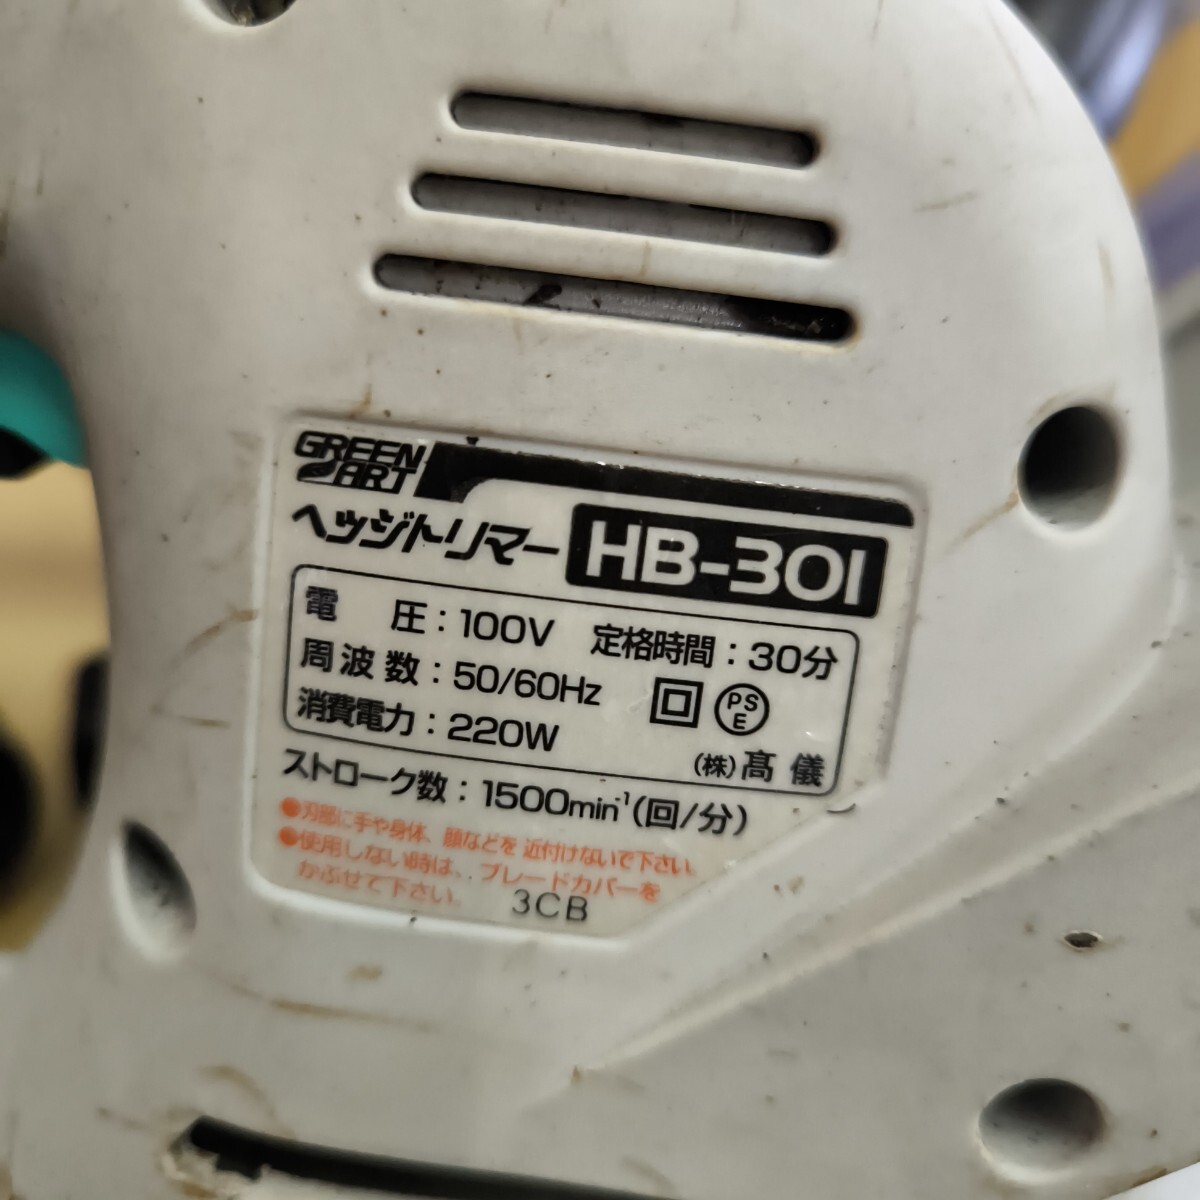 GREEN
ART
ヘッジトリマー HB-301
電圧：100V 定格時間：30分
周波数：50/60Hz
PS
E
消費電力：220W (株)髙儀
ストローク数：1500min⁻¹(回/分)
●刃部に手や身体、顔などを近付けないで下さい。
●使用しない時は、ブレードカバーを
かぶせて下さい。
3CB